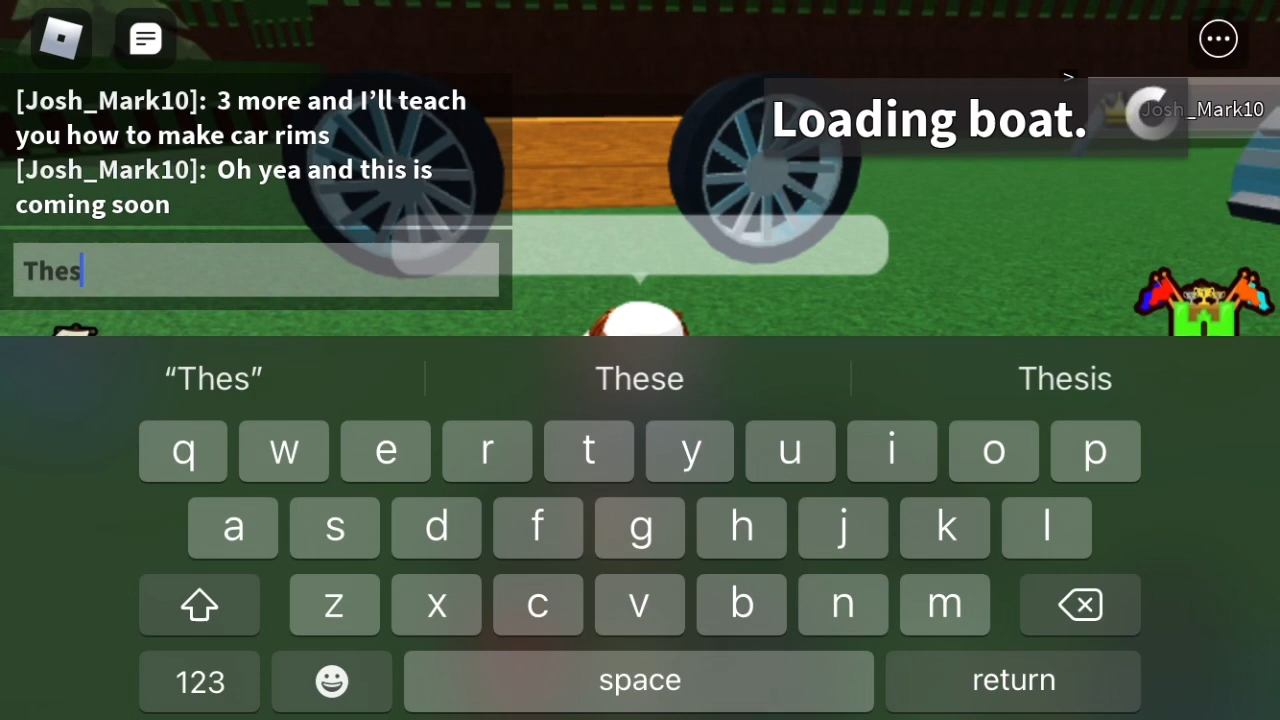 [Josh_Mark10]: 3 more and I’ll teach
you how to make car rims
[Josh_Mark10]: Oh yea and this is
coming soon
Thes
>
Loading boat.
Josh_Mark10
“Thes” These Thesis
q w e r t y u i o p
a s d f g h j k l
z x c v b n m
123 space return